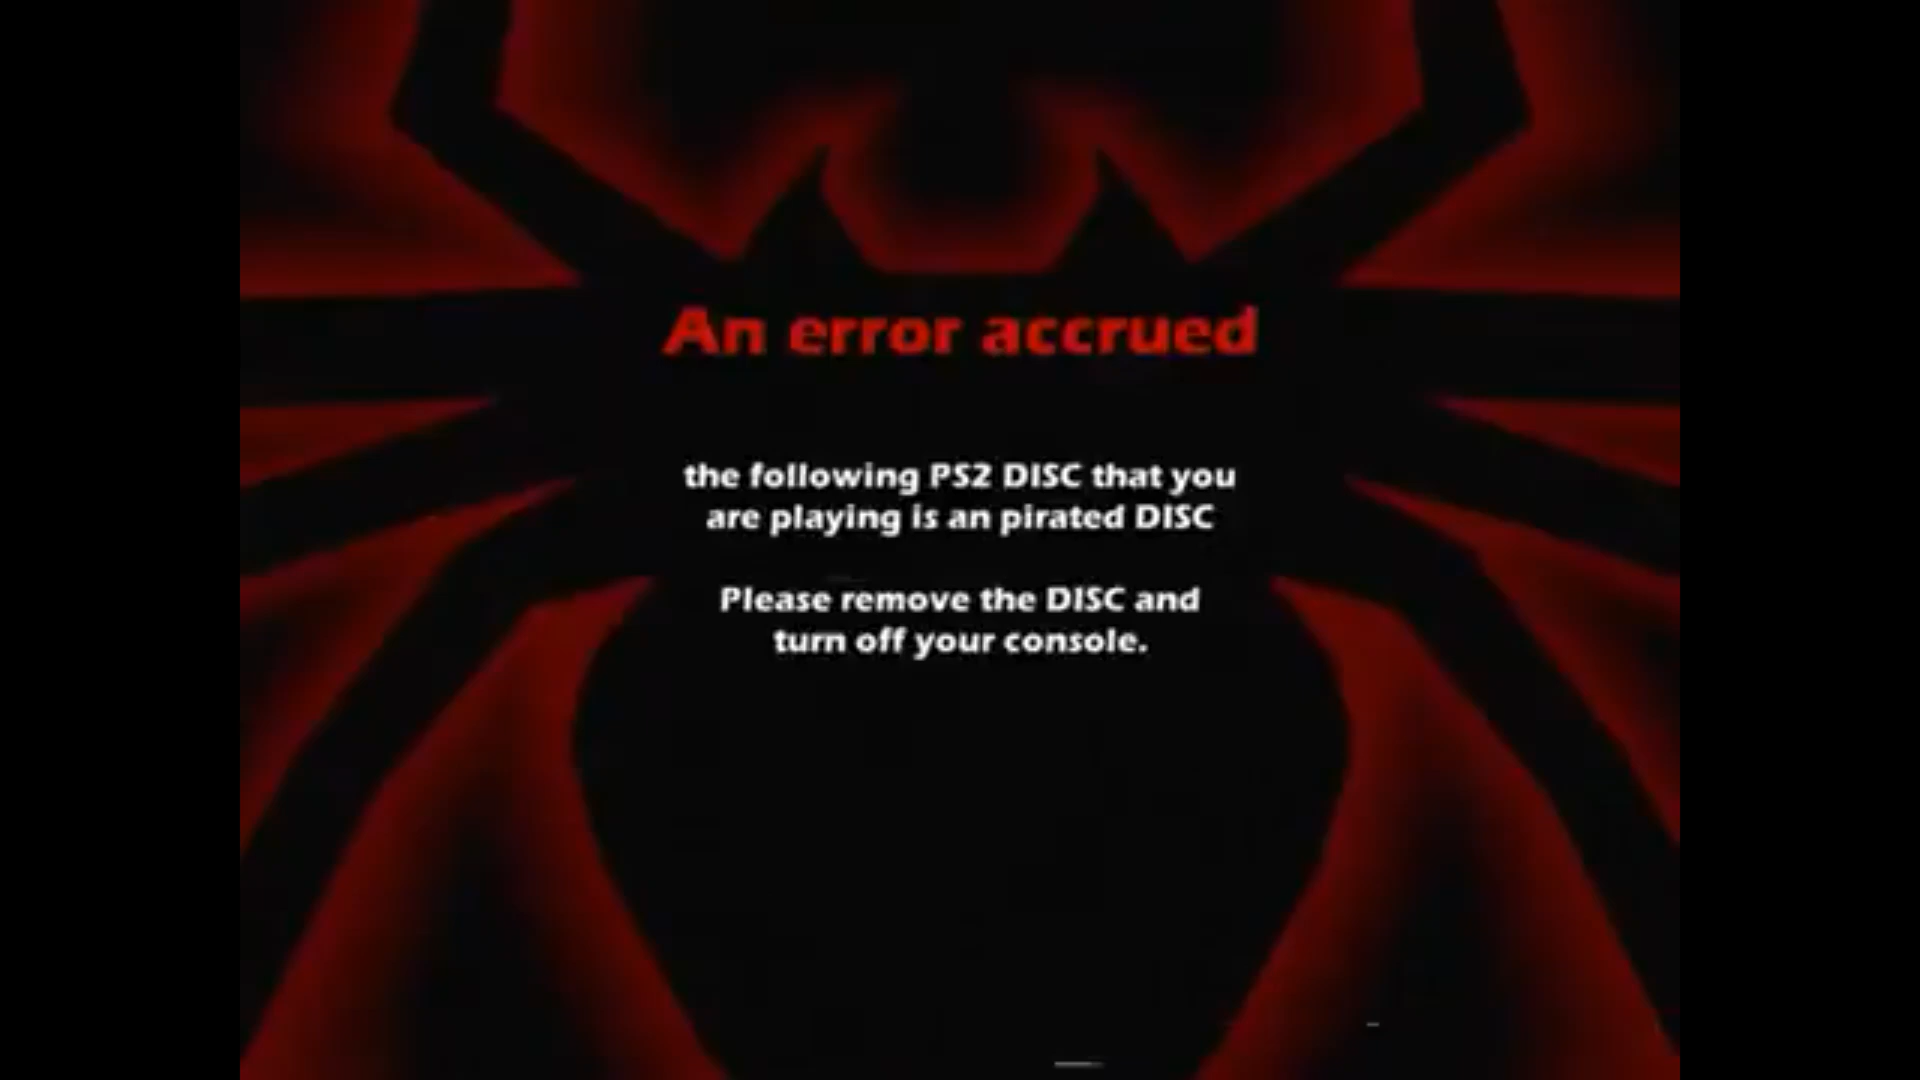 An error accrued
the following PS2 DISC that you
are playing is an pirated DISC
Please remove the DISC and
turn off your console.